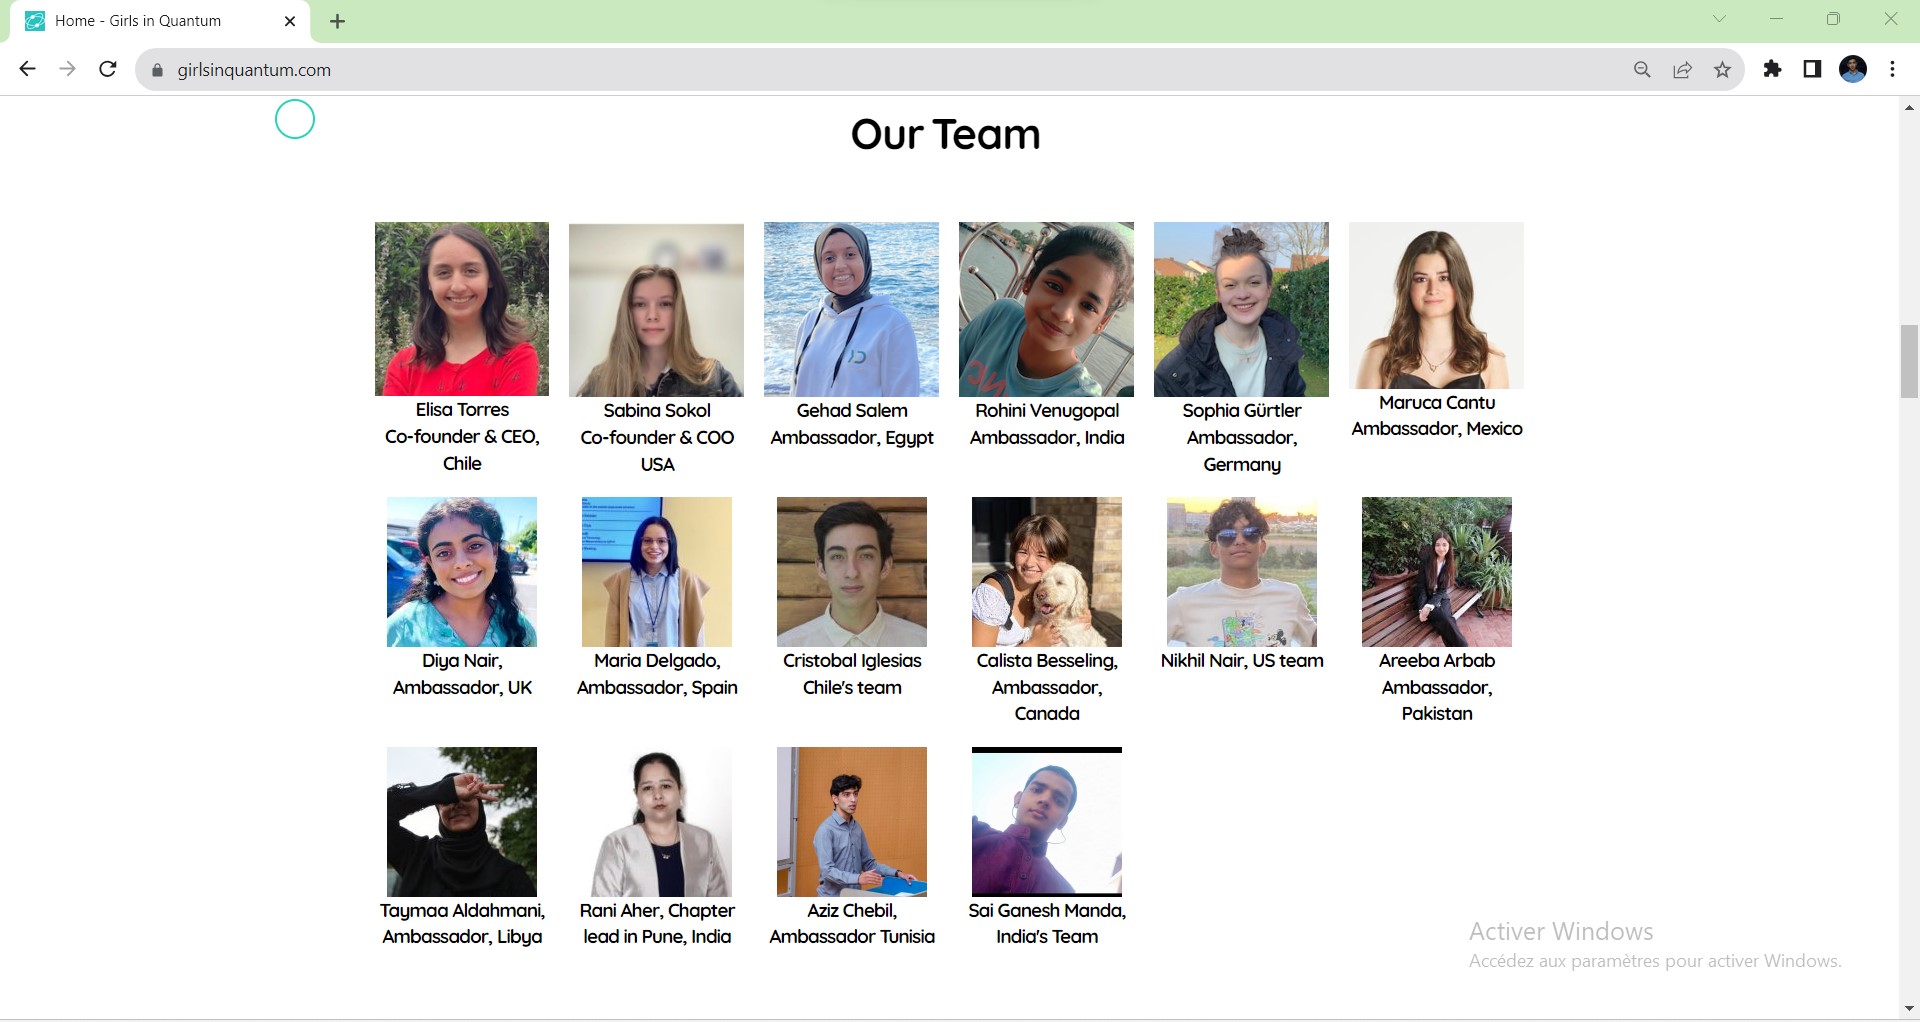 Home - Girls in Quantum
girlsinquantum.com
Our Team
Elisa Torres
Co-founder & CEO,
Chile
Sabina Sokol
Co-founder & COO
USA
Gehad Salem
Ambassador, Egypt
Rohini Venugopal
Ambassador, India
Sophia Gürtler
Ambassador,
Germany
Maruca Cantu
Ambassador, Mexico
Diya Nair,
Ambassador, UK
Maria Delgado,
Ambassador, Spain
Cristobal Iglesias
Chile's team
Calista Besseling,
Ambassador,
Canada
Nikhil Nair, US team
Areeba Arbab
Ambassador,
Pakistan
Taymaa Aldahmani,
Ambassador, Libya
Rani Aher, Chapter
lead in Pune, India
Aziz Chebil,
Ambassador Tunisia
Sai Ganesh Manda,
India's Team
Activer Windows
Accédez aux paramètres pour activer Windows.